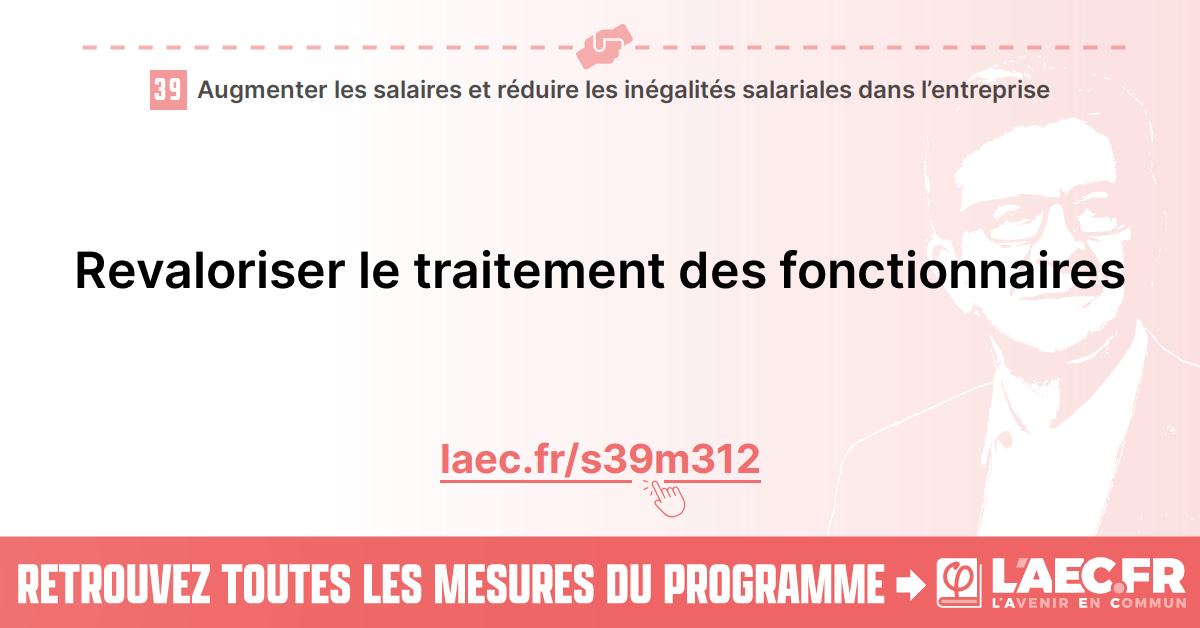 39 Augmenter les salaires et réduire les inégalités salariales dans l’entreprise
Revaloriser le traitement des fonctionnaires
laec.fr/s39m312
RETROUVEZ TOUTES LES MESURES DU PROGRAMME
φ L'AEC.FR
L'AVENIR EN COMMUN